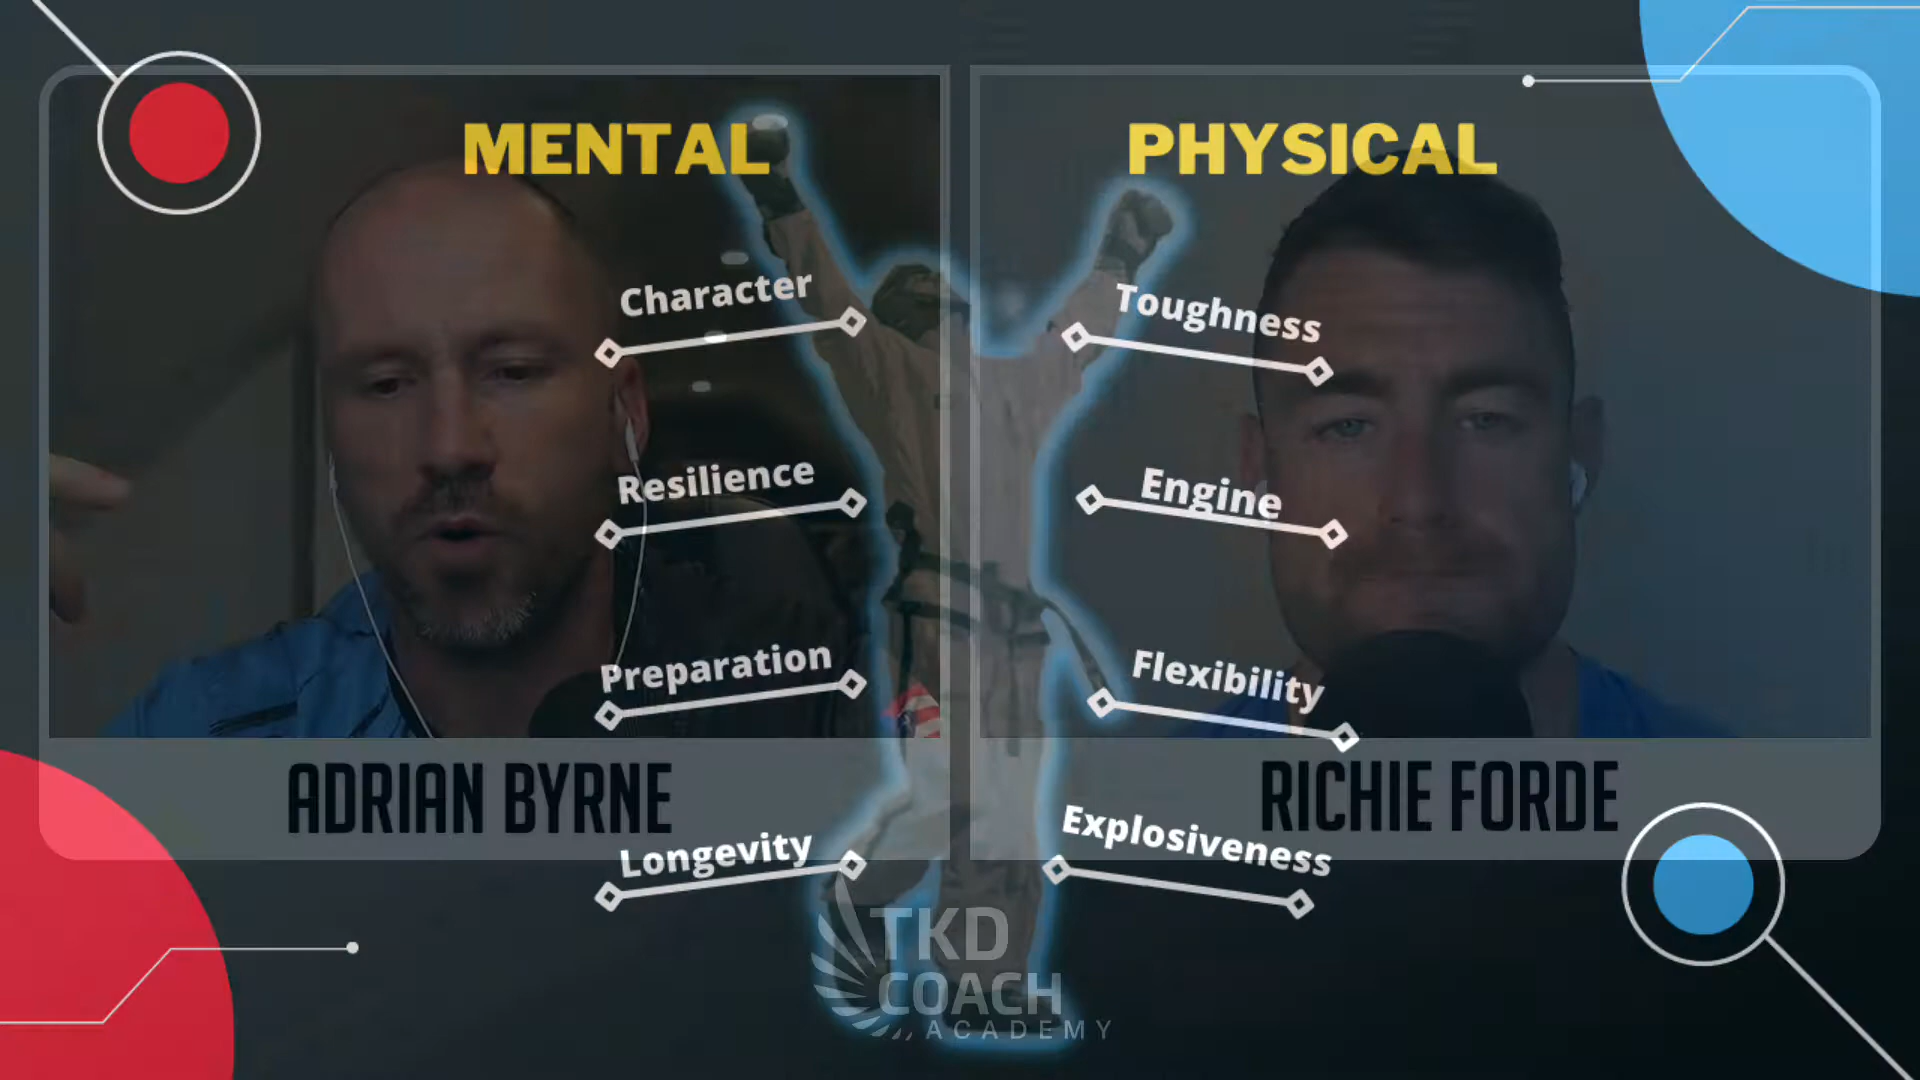 MENTAL
Character
Resilience
Preparation
Longevity
PHYSICAL
Toughness
Engine
Flexibility
Explosiveness
ADRIAN BYRNE
RICHIE FORDE
TKD
COACH
ACADEMY